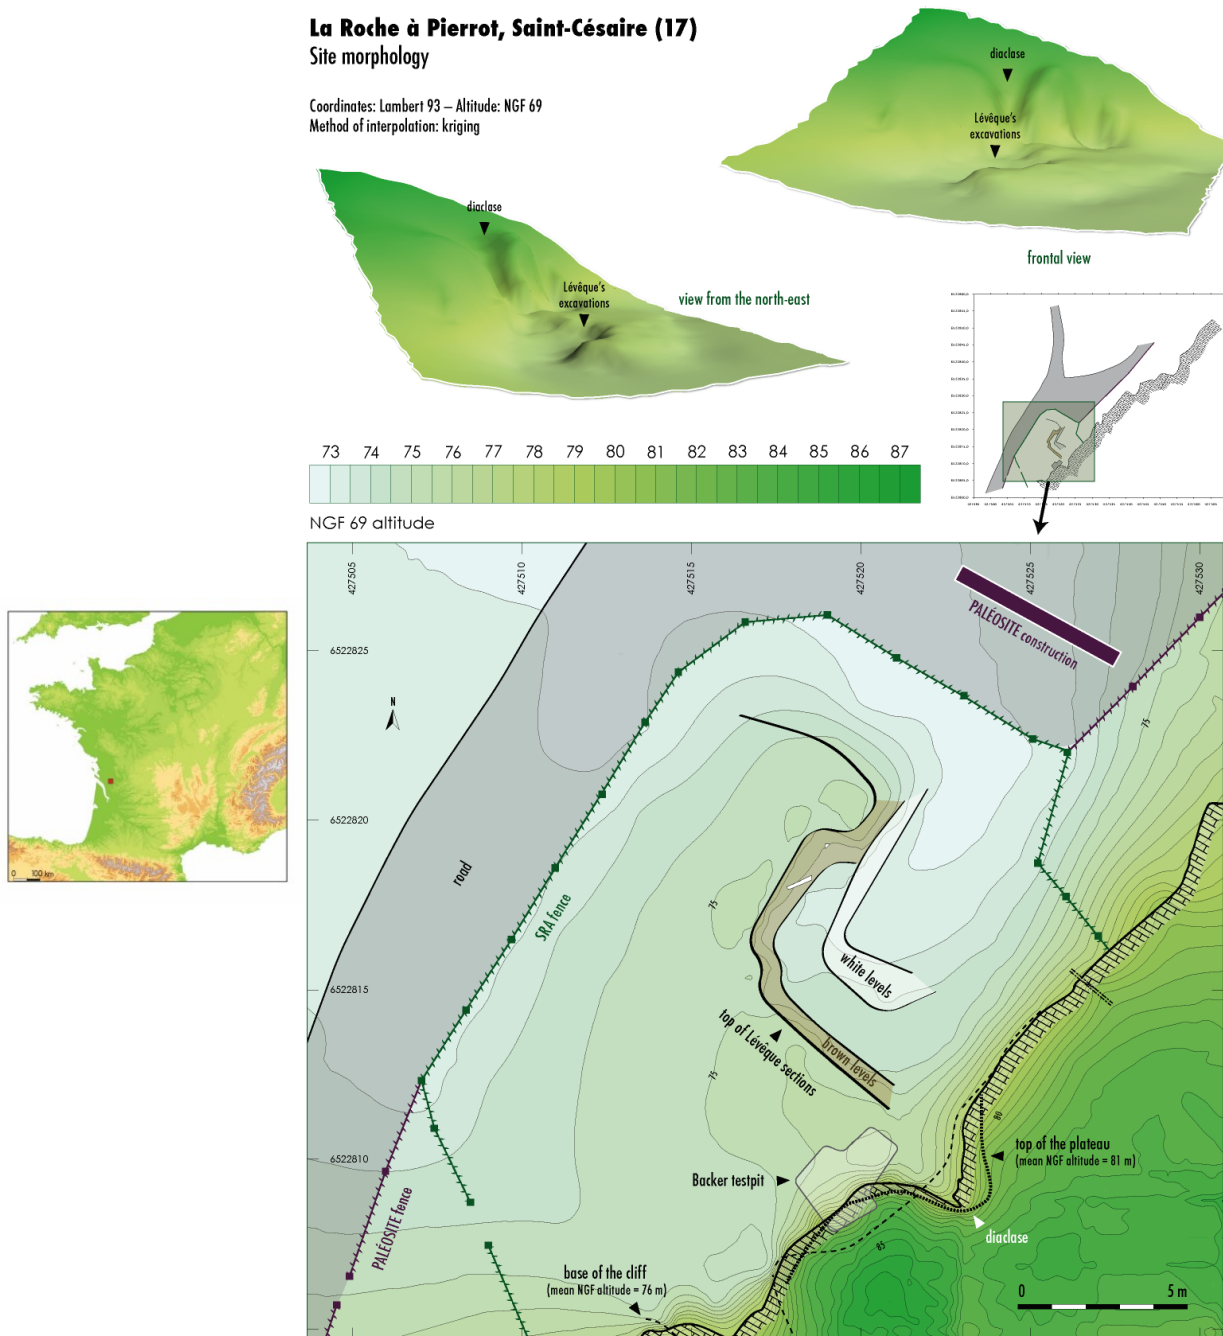 La Roche à Pierrot, Saint-Césaire (17)
Site morphology
Coordinates: Lambert 93 – Altitude: NGF 69
Method of interpolation: kriging
diaclase
Lévêque's
excavations
frontal view
diaclase
Lévêque's
excavations
view from the north-east
73 74 75 76 77 78 79 80 81 82 83 84 85 86 87
NGF 69 altitude
427505
427510
427515
427520
427525
427530
6522825
6522820
6522815
6522810
PALÉOSITE construction
N
road
SRA fence
PALÉOSITE fence
75
75
75
80
85
white levels
brown levels
top of Lévêque sections
Backer testpit
top of the plateau
(mean NGF altitude = 81 m)
diaclase
base of the cliff
(mean NGF altitude = 76 m)
0 5 m
0 100 km